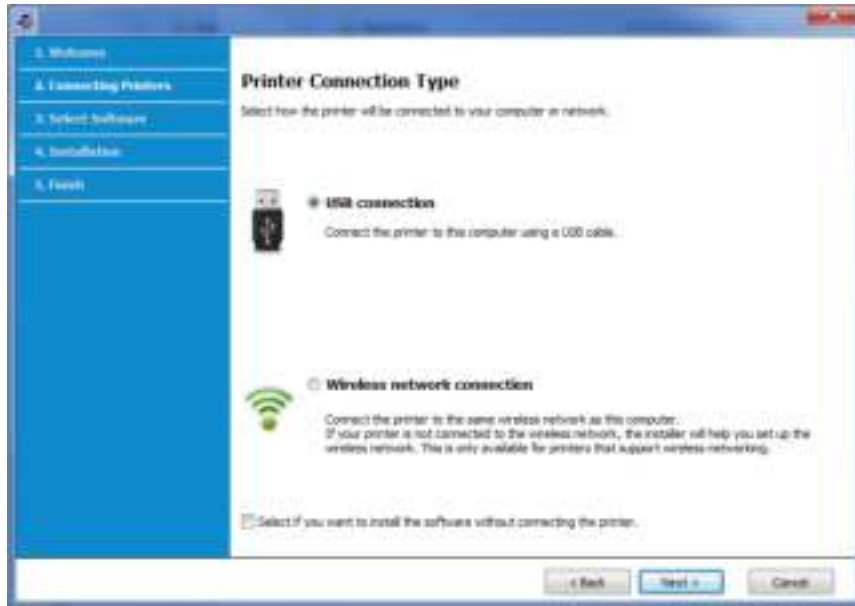 1. Welcome
2. Connecting Printers
3. Select Software
4. Installation
5. Finish
Printer Connection Type
Select how the printer will be connected to your computer or network.
USB connection
Connect the printer to this computer using a USB cable.
Wireless network connection
Connect the printer to the same wireless network as this computer.
If your printer is not connected to the wireless network, the installer will help you set up the
wireless network. This is only available for printers that support wireless networking.
Select if you want to install the software without connecting the printer.
< Back
Next >
Cancel